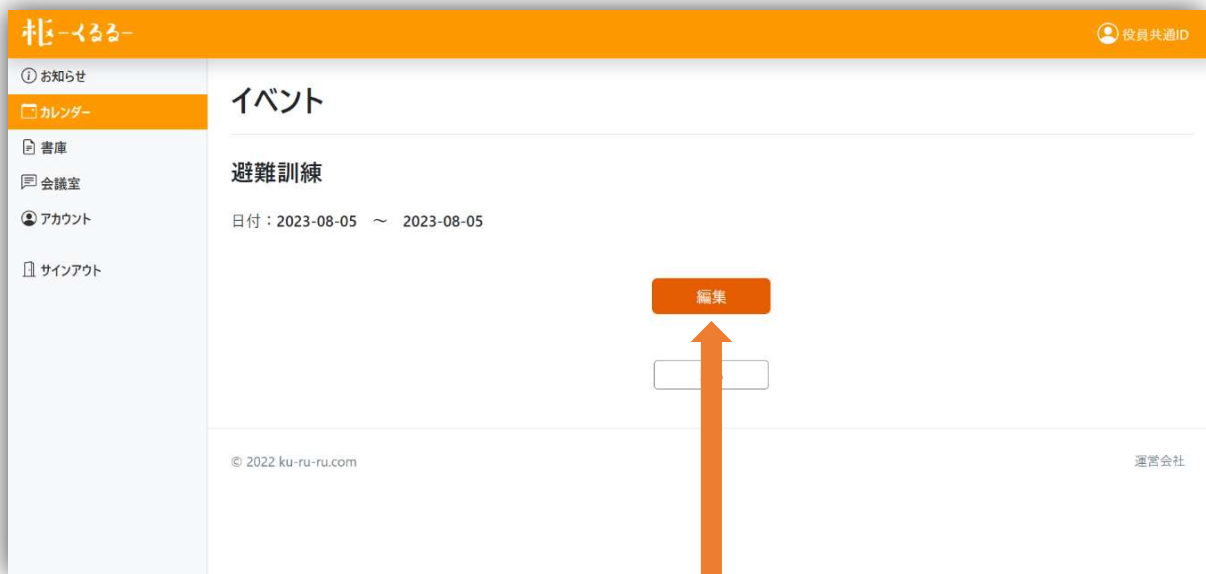 枢-くるる-
役員共通ID
お知らせ
カレンダー
書庫
会議室
アカウント
サインアウト
イベント
避難訓練
日付：2023-08-05 ～ 2023-08-05
編集
© 2022 ku-ru-ru.com
運営会社